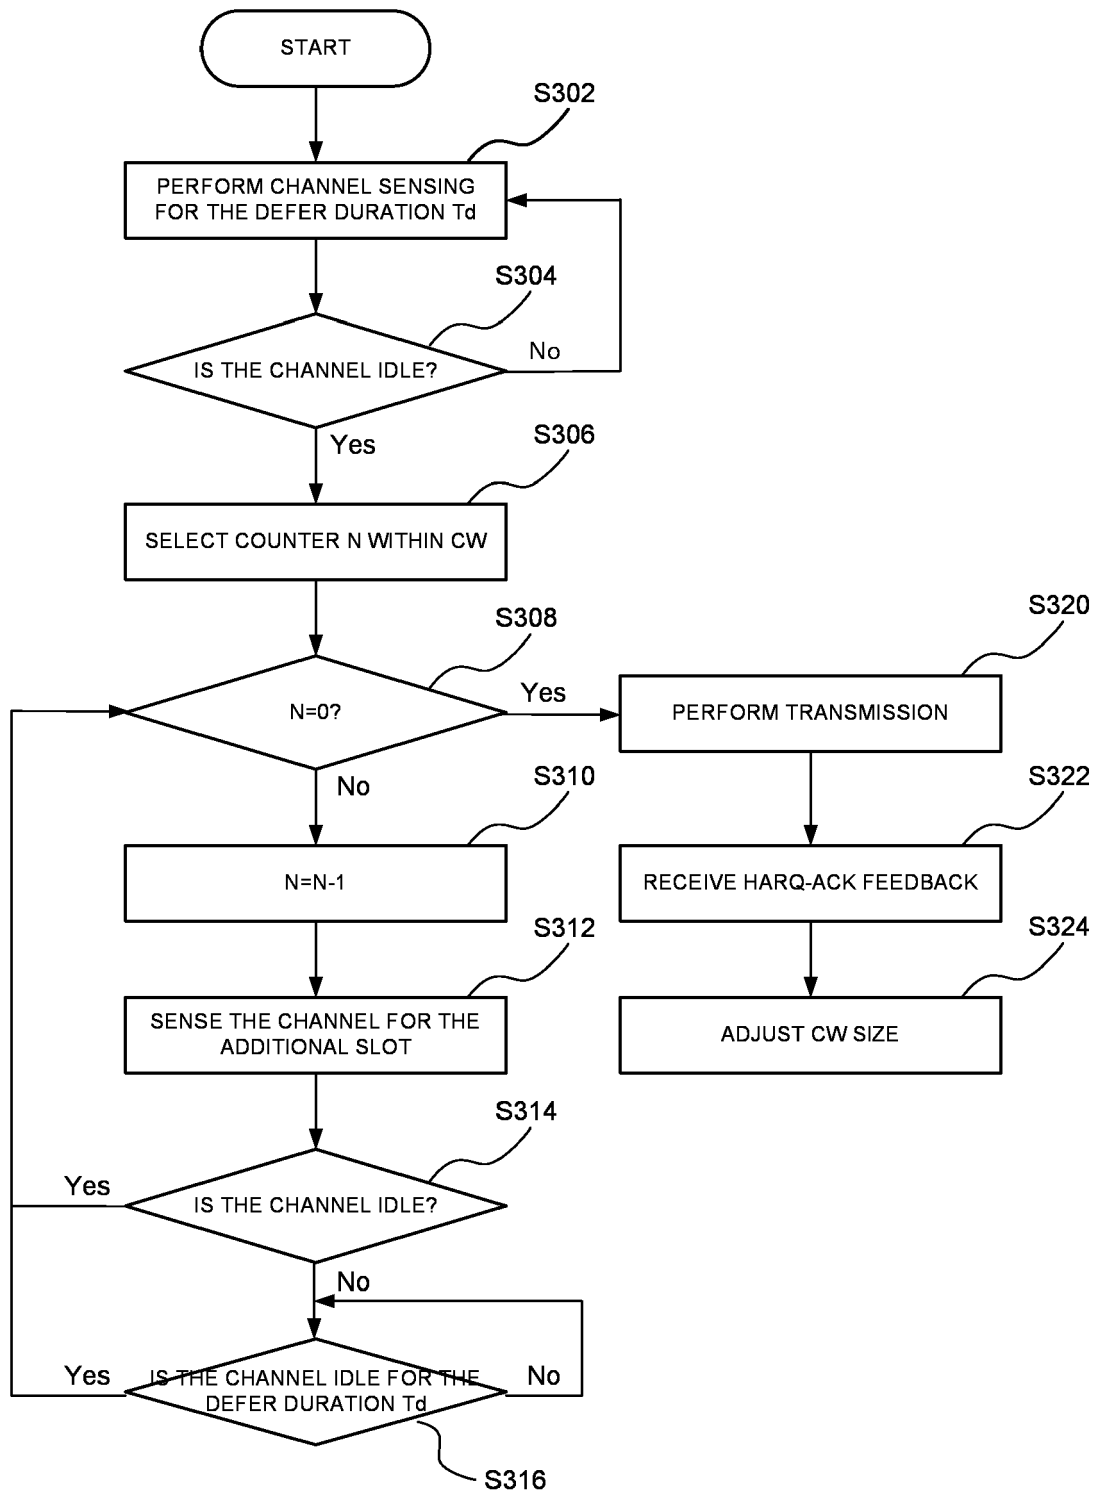 START
S302
PERFORM CHANNEL SENSING
FOR THE DEFER DURATION Td
S304
IS THE CHANNEL IDLE?
No
Yes
S306
SELECT COUNTER N WITHIN CW
S308
N=0?
Yes
No
S320
PERFORM TRANSMISSION
S310
N=N-1
S322
RECEIVE HARQ-ACK FEEDBACK
S312
SENSE THE CHANNEL FOR THE
ADDITIONAL SLOT
S324
ADJUST CW SIZE
S314
IS THE CHANNEL IDLE?
Yes
No
IS THE CHANNEL IDLE FOR THE
DEFER DURATION Td
Yes
No
S316